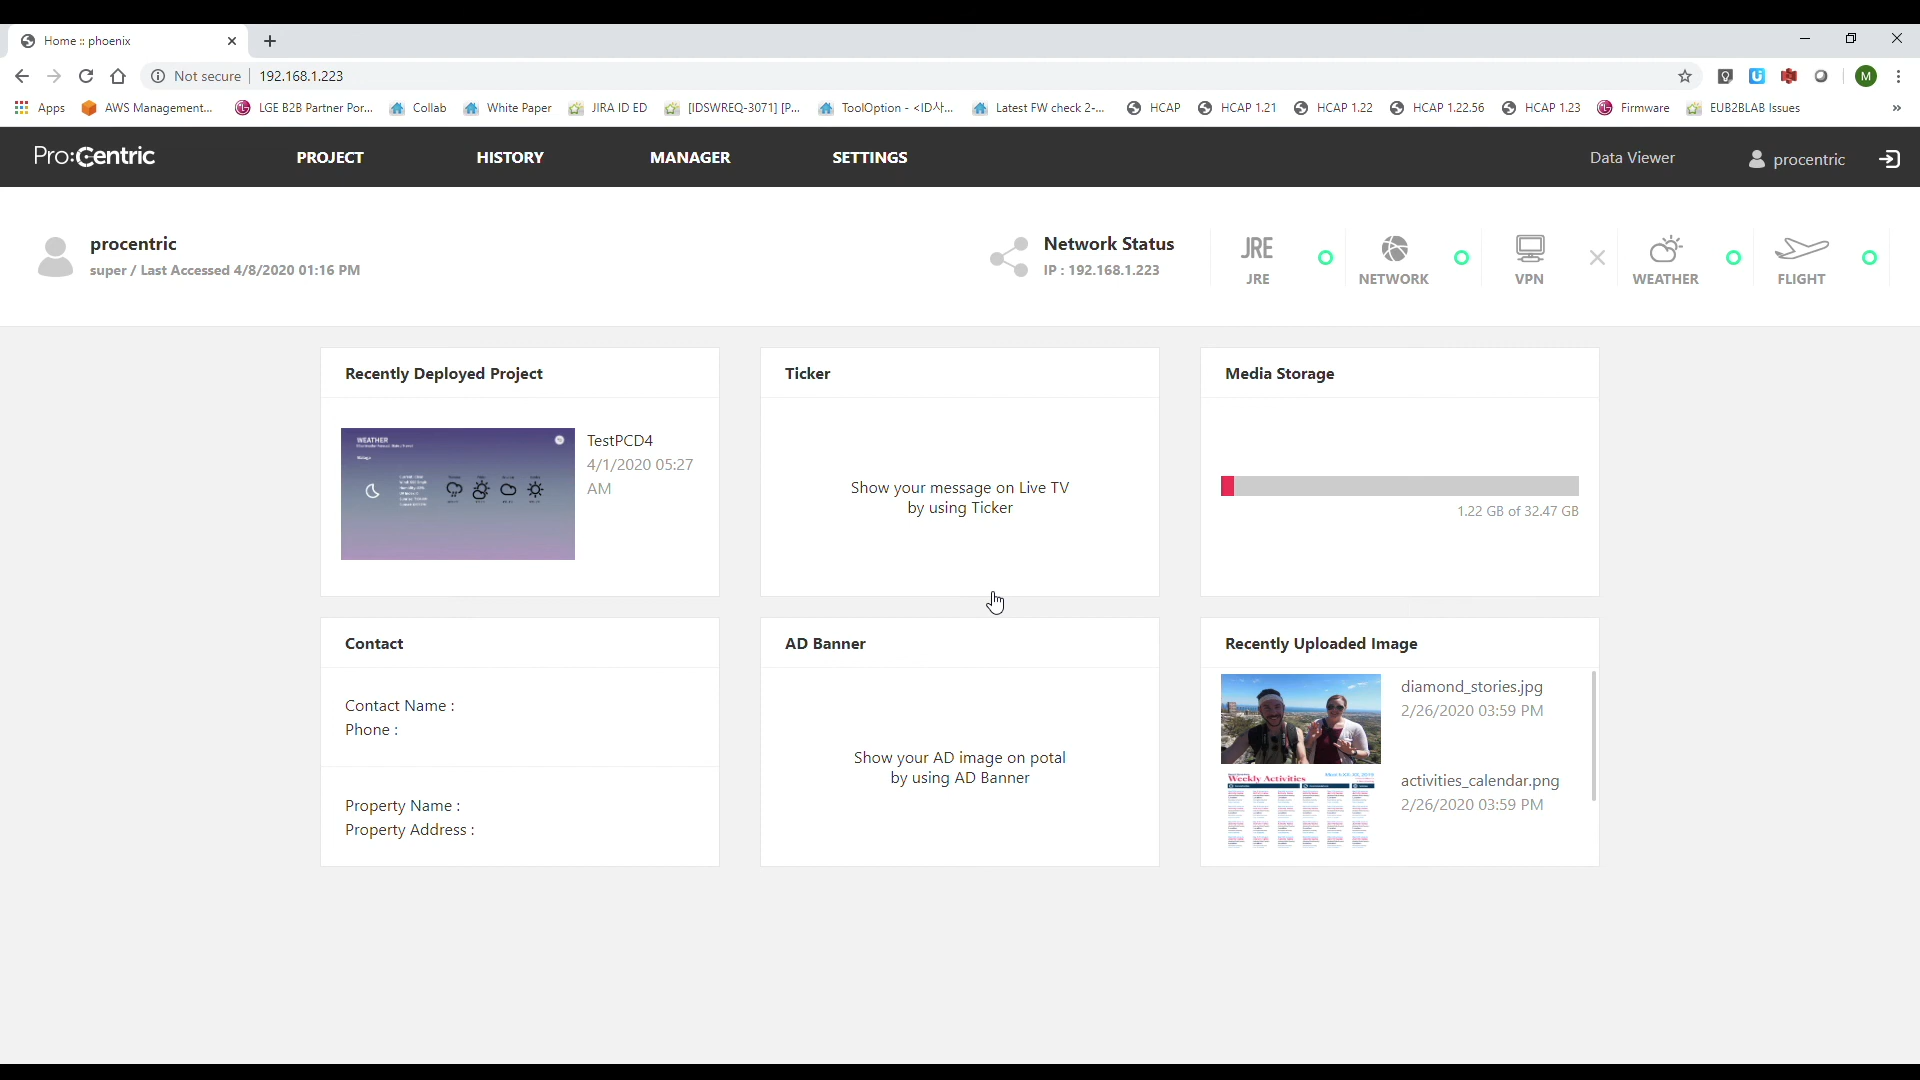 Home :: phoenix
Not secure
192.168.1.223
M
Apps
AWS Management...
LGE B2B Partner Por...
Collab
White Paper
JIRA ID ED
[IDSWREQ-3071] [P...
ToolOption - <ID사...
Latest FW check 2-...
HCAP
HCAP 1.21
HCAP 1.22
HCAP 1.22.56
HCAP 1.23
Firmware
EUB2BLAB Issues
Pro:Centric
PROJECT
HISTORY
MANAGER
SETTINGS
Data Viewer
procentric
procentric
super / Last Accessed 4/8/2020 01:16 PM
Network Status
IP : 192.168.1.223
JRE
JRE
NETWORK
VPN
WEATHER
FLIGHT
Recently Deployed Project
WEATHER
TestPCD4
4/1/2020 05:27
AM
Ticker
Show your message on Live TV
by using Ticker
Media Storage
1.22 GB of 32.47 GB
Contact
Contact Name :
Phone :
Property Name :
Property Address :
AD Banner
Show your AD image on potal
by using AD Banner
Recently Uploaded Image
diamond_stories.jpg
2/26/2020 03:59 PM
Weekly Activities
activities_calendar.png
2/26/2020 03:59 PM